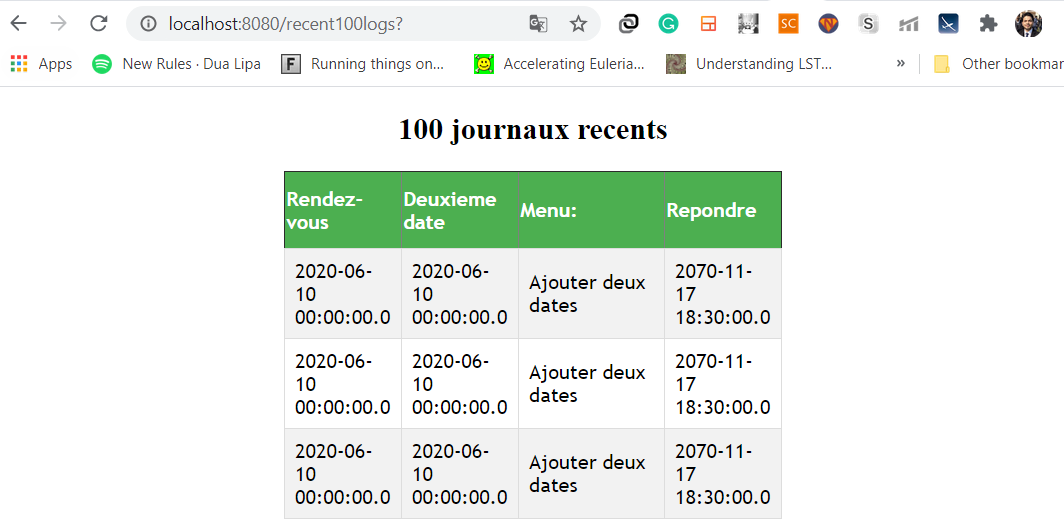 localhost:8080/recent100logs?
Apps New Rules · Dua Lipa Running things on... Accelerating Euleria... Understanding LST... » Other bookmar
100 journaux recents
Rendez-
vous
Deuxieme
date
Menu:
Repondre
2020-06-
10
00:00:00.0
2020-06-
10
00:00:00.0
Ajouter deux
dates
2070-11-
17
18:30:00.0
2020-06-
10
00:00:00.0
2020-06-
10
00:00:00.0
Ajouter deux
dates
2070-11-
17
18:30:00.0
2020-06-
10
00:00:00.0
2020-06-
10
00:00:00.0
Ajouter deux
dates
2070-11-
17
18:30:00.0